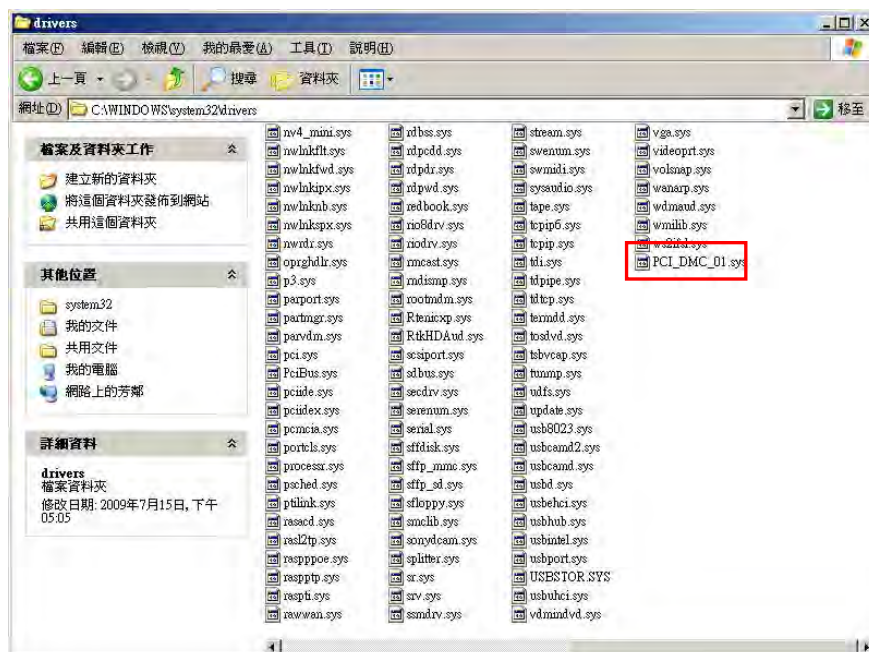 drivers
檔案(F) 編輯(E) 檢視(V) 我的最愛(A) 工具(T) 說明(H)
上一頁 搜尋 資料夾
網址(D) C:\WINDOWS\system32\drivers 移至
檔案及資料夾工作
建立新的資料夾
將這個資料夾發佈到網站
共用這個資料夾
其他位置
system32
我的文件
共用文件
我的電腦
網路上的芳鄰
詳細資料
drivers
檔案資料夾
修改日期: 2009年7月15日, 下午
05:05
nv4_mini.sys
nwlnkflt.sys
nwlnkfwd.sys
nwlnkipx.sys
nwlnknb.sys
nwlnkspx.sys
nwrdr.sys
oprghdlr.sys
p3.sys
parport.sys
partmgr.sys
parvdm.sys
pci.sys
PciBus.sys
pciide.sys
pciidex.sys
pcmcia.sys
portcls.sys
processr.sys
psched.sys
ptilink.sys
rasacd.sys
rasl2tp.sys
raspppoe.sys
raspptp.sys
raspti.sys
rawwan.sys
rdbss.sys
rdpcdd.sys
rdpdr.sys
rdpwd.sys
redbook.sys
rio8drv.sys
riodrv.sys
rmcast.sys
rndismp.sys
rootmdm.sys
Rtenicxp.sys
RtkHDAud.sys
scsiport.sys
sdbus.sys
secdrv.sys
serenum.sys
serial.sys
sffdisk.sys
sffp_mmc.sys
sffp_sd.sys
sfloppy.sys
smclib.sys
sonydcam.sys
splitter.sys
sr.sys
srv.sys
ssmdrv.sys
stream.sys
swenum.sys
swmidi.sys
sysaudio.sys
tape.sys
tcpip6.sys
tcpip.sys
tdi.sys
tdpipe.sys
tdtcp.sys
termdd.sys
tosdvd.sys
tsbvcap.sys
tunmp.sys
udfs.sys
update.sys
usb8023.sys
usbcamd2.sys
usbcamd.sys
usbd.sys
usbehci.sys
usbhub.sys
usbintel.sys
usbport.sys
USBSTOR.SYS
usbuhci.sys
vdmindvd.sys
vga.sys
videoprt.sys
volsnap.sys
wanarp.sys
wdmaud.sys
wmilib.sys
ws2ifsl.sys
PCI_DMC_01.sys